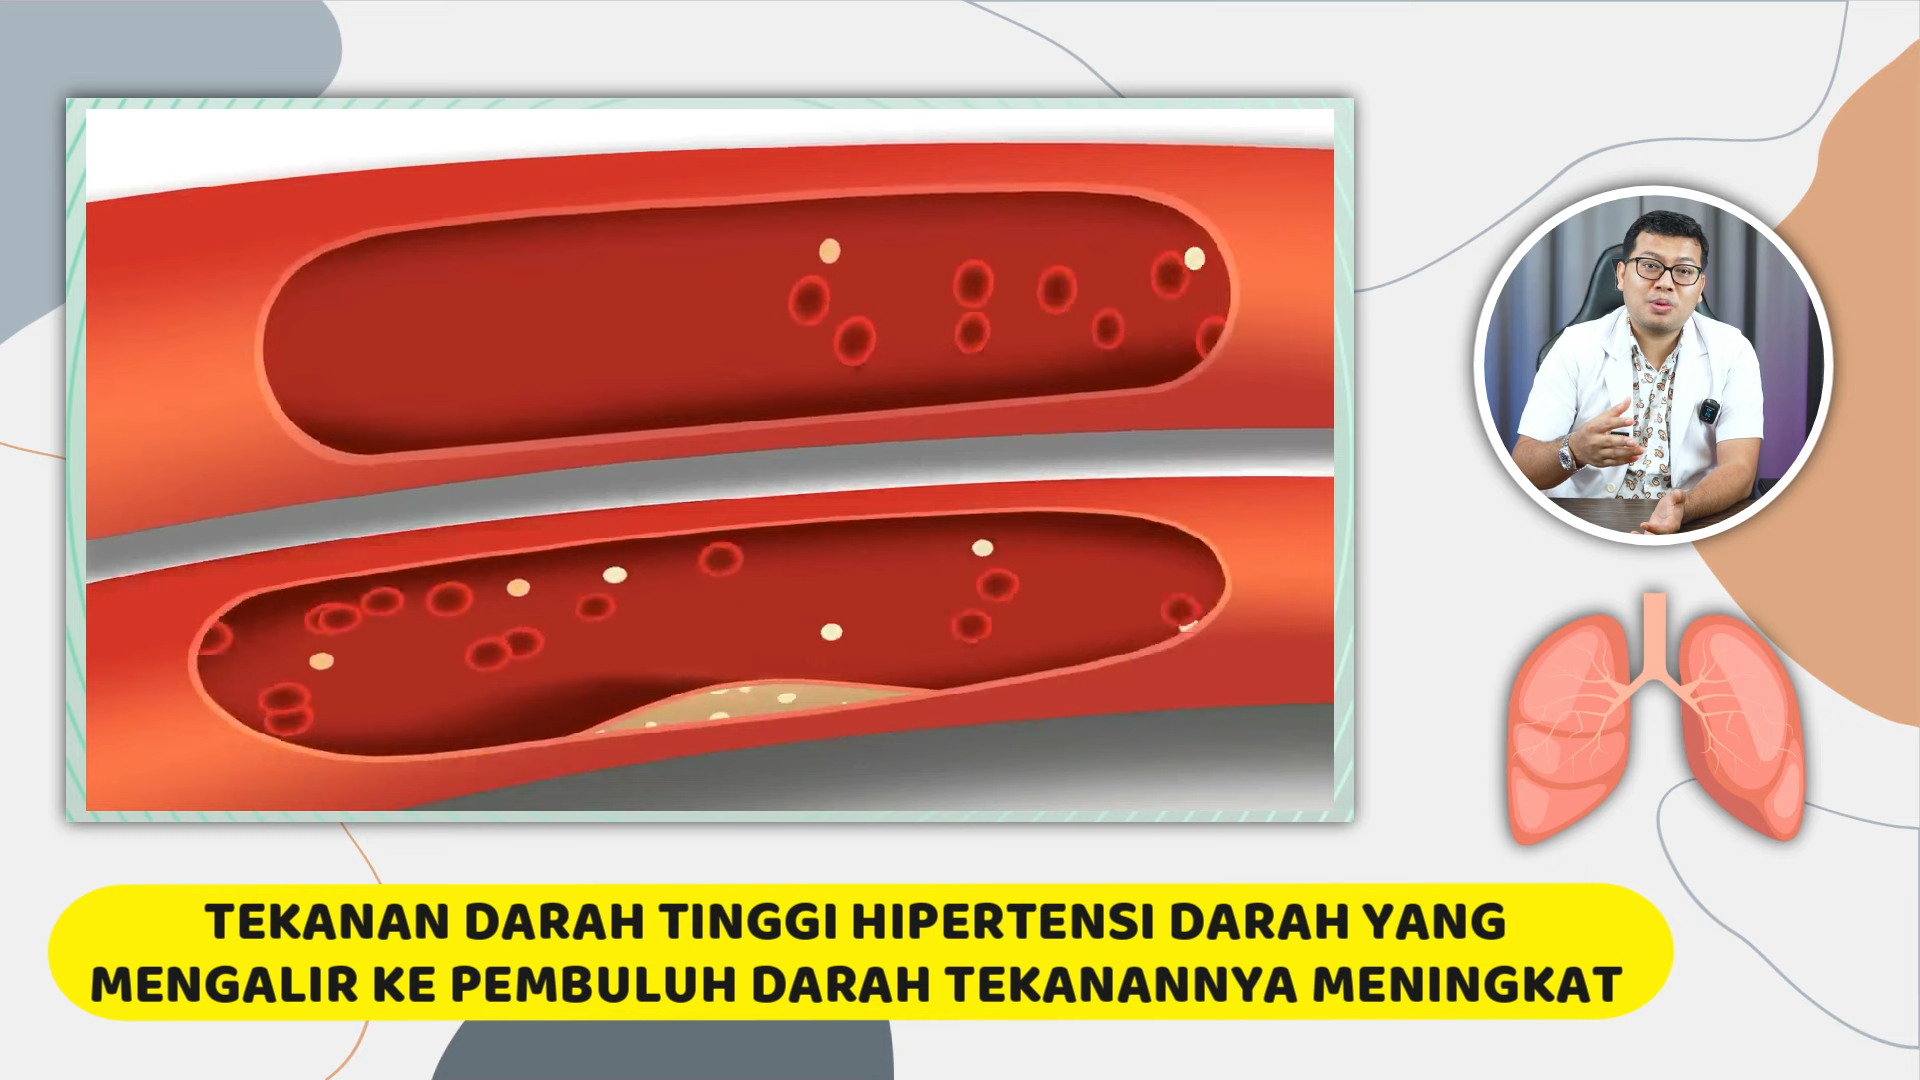 TEKANAN DARAH TINGGI HIPERTENSI DARAH YANG
MENGALIR KE PEMBULUH DARAH TEKANANNYA MENINGKAT